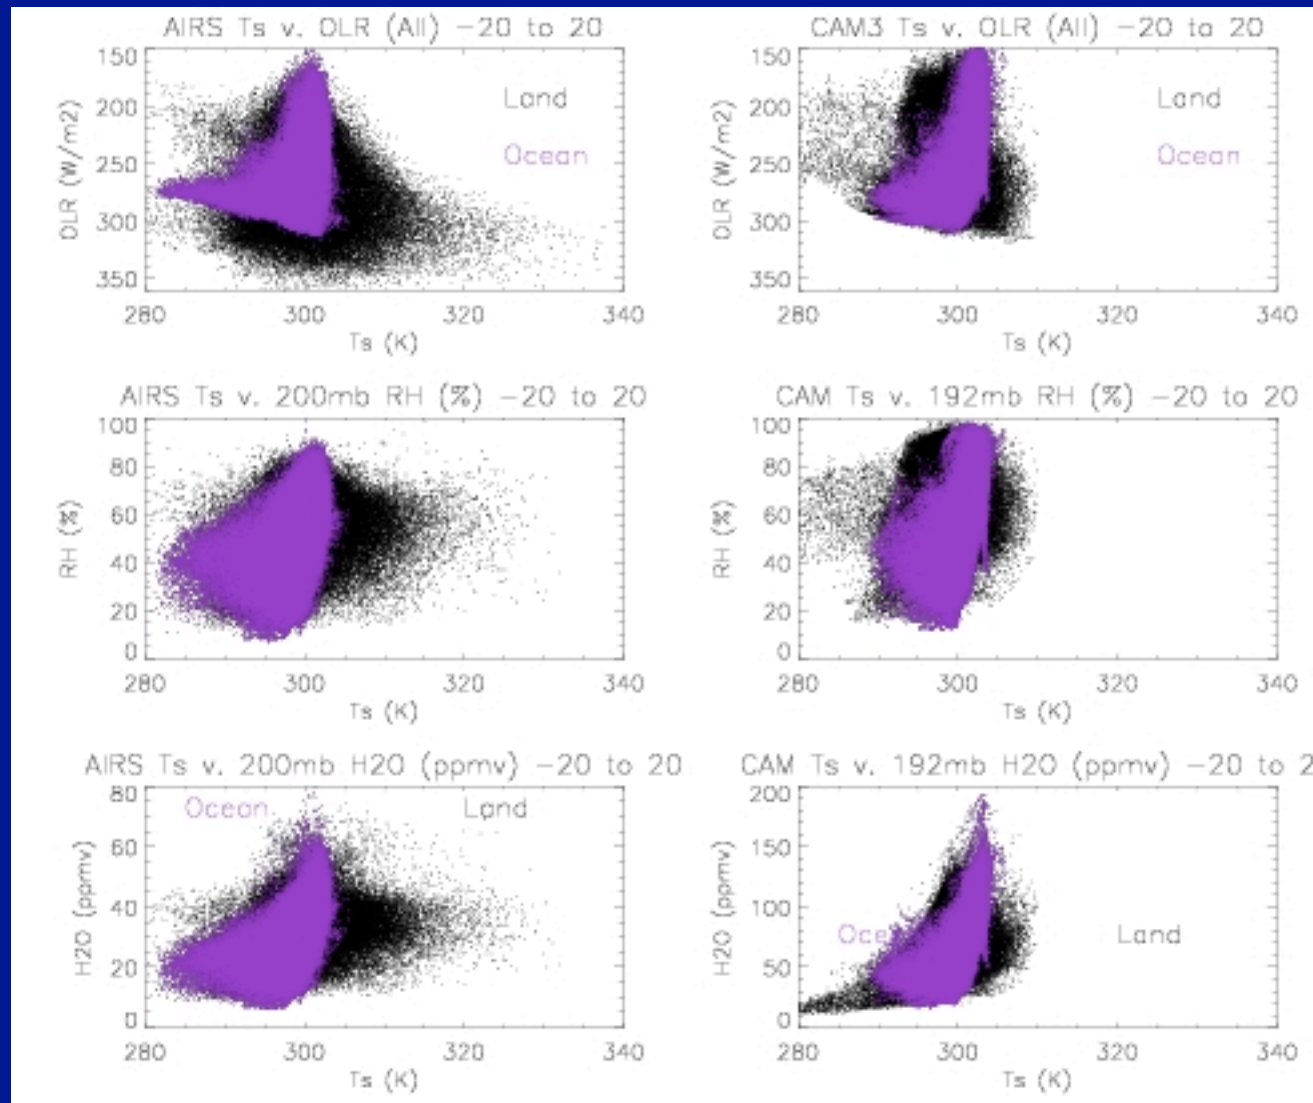 AIRS Ts v. OLR (All) −20 to 20
150
200
250
300
350
OLR (W/m2)
Land
Ocean
280 300 320 340
Ts (K)
CAM3 Ts v. OLR (All) −20 to 20
150
200
250
300
350
OLR (W/m2)
Land
Ocean
280 300 320 340
Ts (K)
AIRS Ts v. 200mb RH (%) −20 to 20
100
80
60
40
20
0
RH (%)
280 300 320 340
Ts (K)
CAM Ts v. 192mb RH (%) −20 to 20
100
80
60
40
20
0
RH (%)
280 300 320 340
Ts (K)
AIRS Ts v. 200mb H2O (ppmv) −20 to 20
80
60
40
20
0
H2O (ppmv)
Ocean Land
280 300 320 340
Ts (K)
CAM Ts v. 192mb H2O (ppmv) −20 to 2
200
150
100
50
0
H2O (ppmv)
Oce
Land
280 300 320 340
Ts (K)